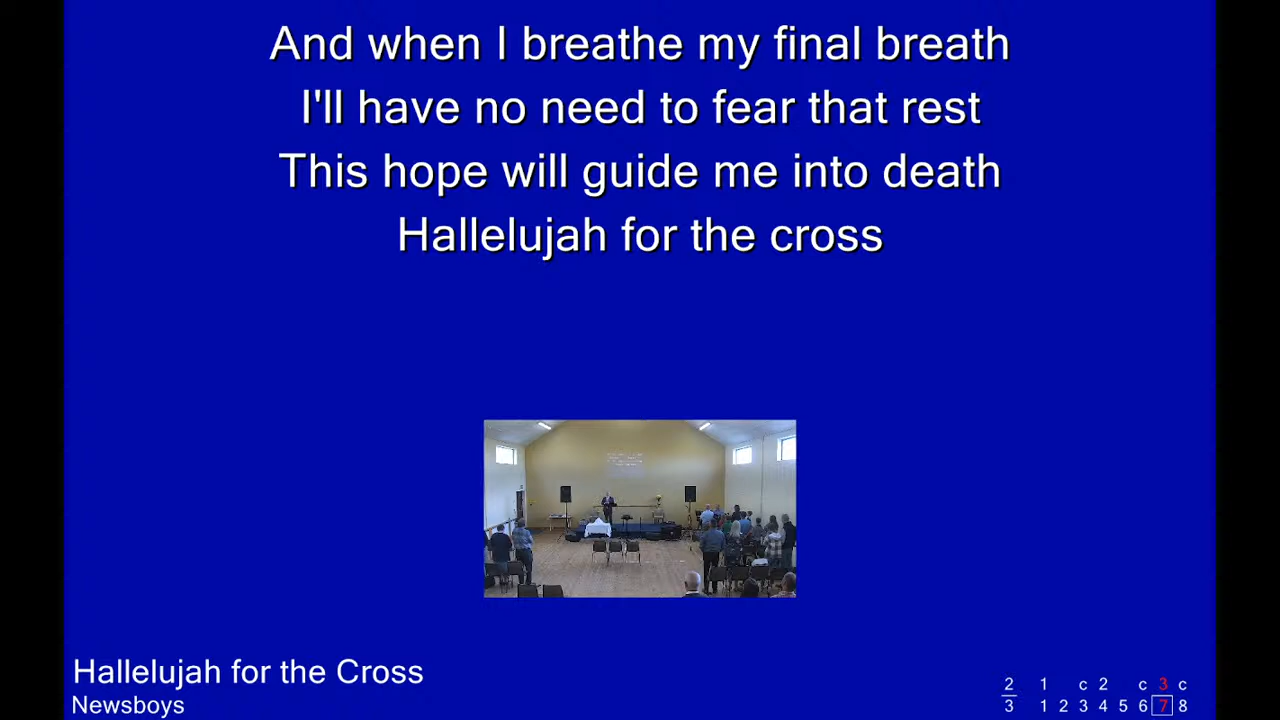 And when I breathe my final breath
I'll have no need to fear that rest
This hope will guide me into death
Hallelujah for the cross
Hallelujah for the Cross
Newsboys
2 1 c 2 c 3 c
3 1 2 3 4 5 6 7 8